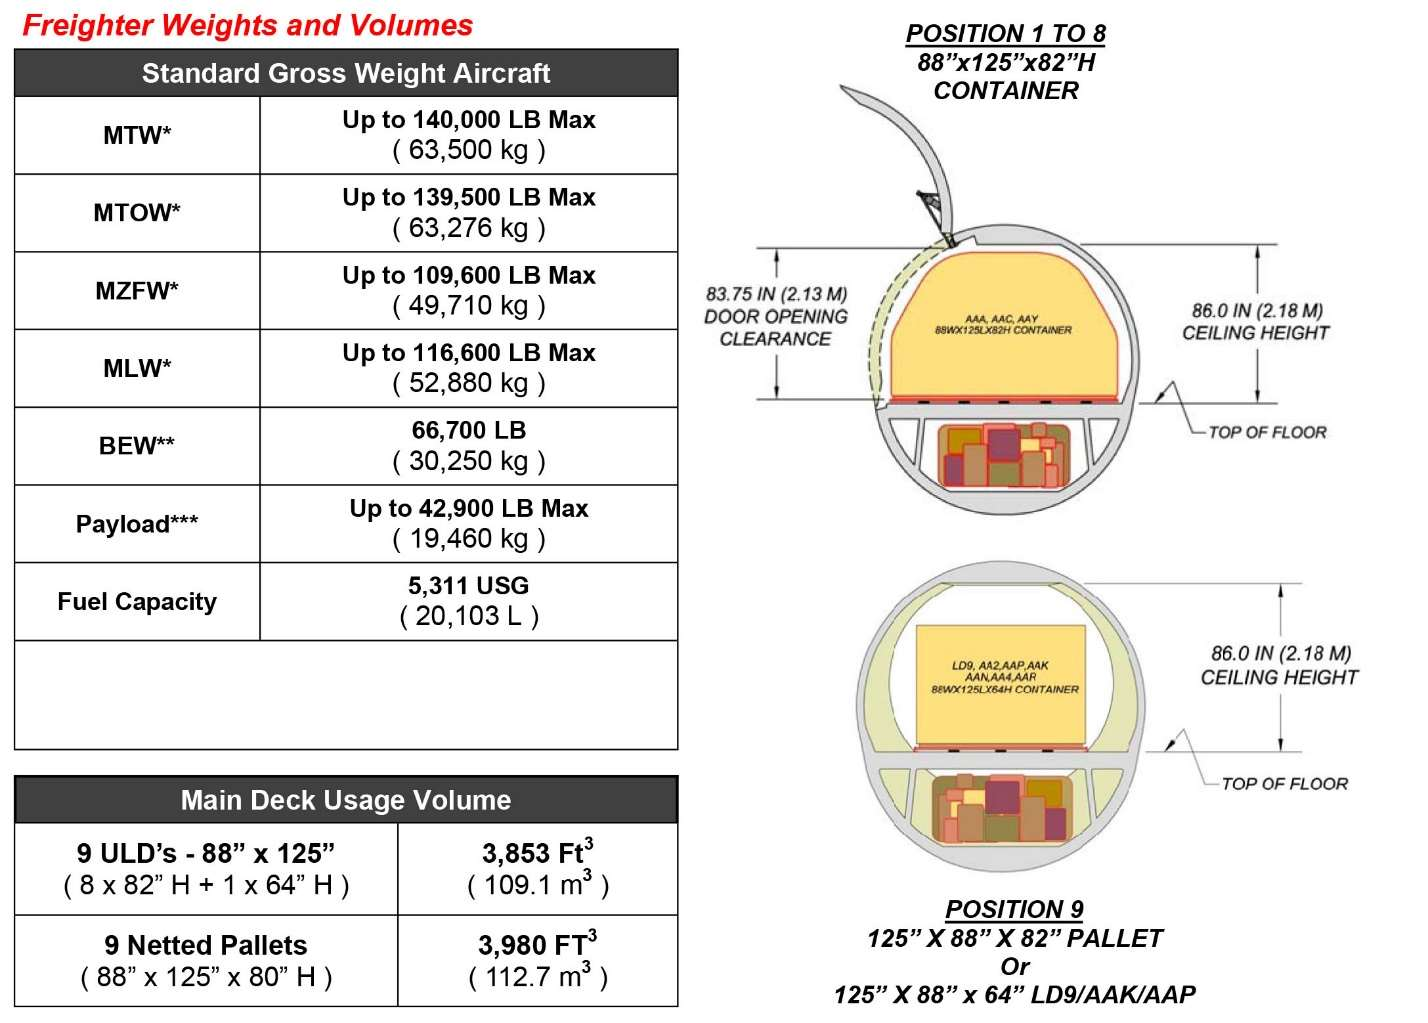 Freighter Weights and Volumes
Standard Gross Weight Aircraft
MTW*
Up to 140,000 LB Max
( 63,500 kg )
MTOW*
Up to 139,500 LB Max
( 63,276 kg )
MZFW*
Up to 109,600 LB Max
( 49,710 kg )
MLW*
Up to 116,600 LB Max
( 52,880 kg )
BEW**
66,700 LB
( 30,250 kg )
Payload***
Up to 42,900 LB Max
( 19,460 kg )
Fuel Capacity
5,311 USG
( 20,103 L )
Main Deck Usage Volume
9 ULD’s - 88” x 125”
( 8 x 82” H + 1 x 64” H )
3,853 Ft³
( 109.1 m³ )
9 Netted Pallets
( 88” x 125” x 80” H )
3,980 FT³
( 112.7 m³ )
POSITION 1 TO 8
88”x125”x82”H
CONTAINER
83.75 IN (2.13 M)
DOOR OPENING
CLEARANCE
AAA, AAC, AAY
88WX125LX82H CONTAINER
86.0 IN (2.18 M)
CEILING HEIGHT
TOP OF FLOOR
LD9, AA2,AAP,AAK
AAN,AA4,AAR
88WX125LX64H CONTAINER
86.0 IN (2.18 M)
CEILING HEIGHT
TOP OF FLOOR
POSITION 9
125” X 88” X 82” PALLET
Or
125” X 88” x 64” LD9/AAK/AAP